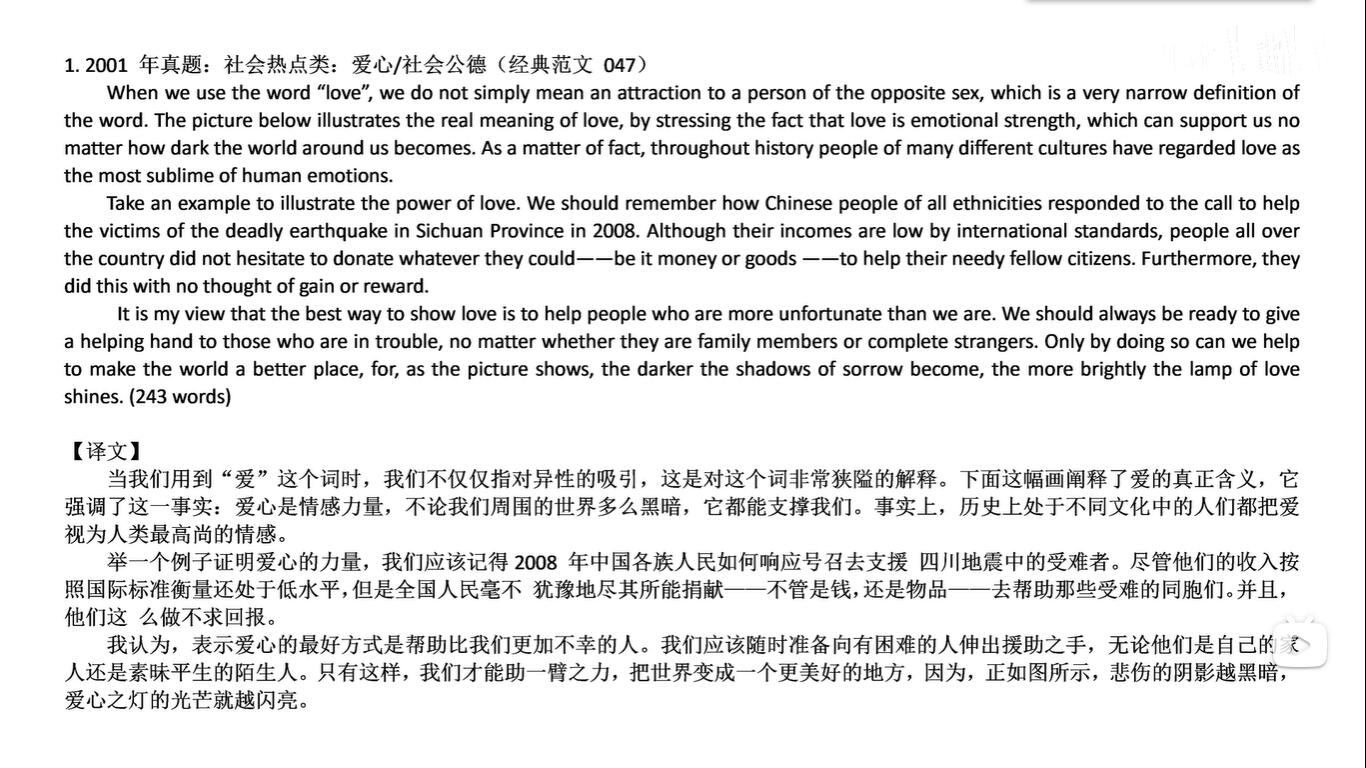 1. 2001 年真题：社会热点类：爱心/社会公德（经典范文 047）
When we use the word “love”, we do not simply mean an attraction to a person of the opposite sex, which is a very narrow definition of
the word. The picture below illustrates the real meaning of love, by stressing the fact that love is emotional strength, which can support us no
matter how dark the world around us becomes. As a matter of fact, throughout history people of many different cultures have regarded love as
the most sublime of human emotions.
Take an example to illustrate the power of love. We should remember how Chinese people of all ethnicities responded to the call to help
the victims of the deadly earthquake in Sichuan Province in 2008. Although their incomes are low by international standards, people all over
the country did not hesitate to donate whatever they could——be it money or goods ——to help their needy fellow citizens. Furthermore, they
did this with no thought of gain or reward.
It is my view that the best way to show love is to help people who are more unfortunate than we are. We should always be ready to give
a helping hand to those who are in trouble, no matter whether they are family members or complete strangers. Only by doing so can we help
to make the world a better place, for, as the picture shows, the darker the shadows of sorrow become, the more brightly the lamp of love
shines. (243 words)
【译文】
当我们用到“爱”这个词时，我们不仅仅指对异性的吸引，这是对这个词非常狭隘的解释。下面这幅画阐释了爱的真正含义，它
强调了这一事实：爱心是情感力量，不论我们周围的世界多么黑暗，它都能支撑我们。事实上，历史上处于不同文化中的人们都把爱
视为人类最高尚的情感。
举一个例子证明爱心的力量，我们应该记得 2008 年中国各族人民如何响应号召去支援 四川地震中的受难者。尽管他们的收入按
照国际标准衡量还处于低水平，但是全国人民毫不 犹豫地尽其所能捐献——不管是钱，还是物品——去帮助那些受难的同胞们。并且，
他们这 么做不求回报。
我认为，表示爱心的最好方式是帮助比我们更加不幸的人。我们应该随时准备向有困难的人伸出援助之手，无论他们是自己的家
人还是素昧平生的陌生人。只有这样，我们才能助一臂之力，把世界变成一个更美好的地方，因为，正如图所示，悲伤的阴影越黑暗，
爱心之灯的光芒就越闪亮。